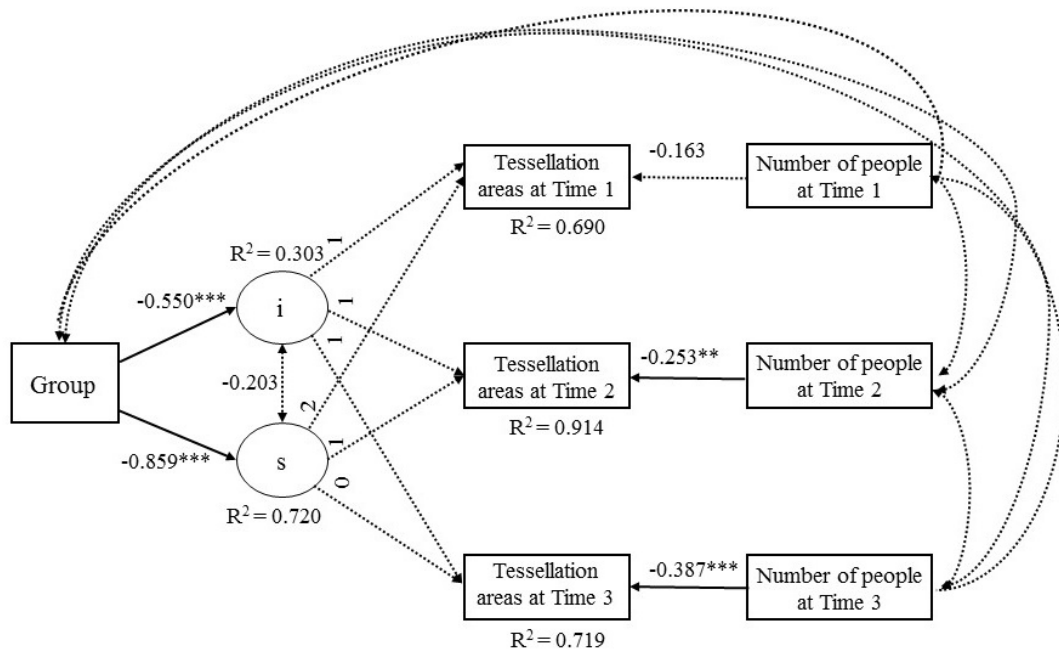 Tessellation
areas at Time 1
R² = 0.690
-0.163
Number of people
at Time 1
R² = 0.303
1
-0.550***
i
1
1
Group
-0.203
Tessellation
areas at Time 2
R² = 0.914
-0.253**
Number of people
at Time 2
2
1
-0.859***
s
0
R² = 0.720
Tessellation
areas at Time 3
R² = 0.719
-0.387***
Number of people
at Time 3